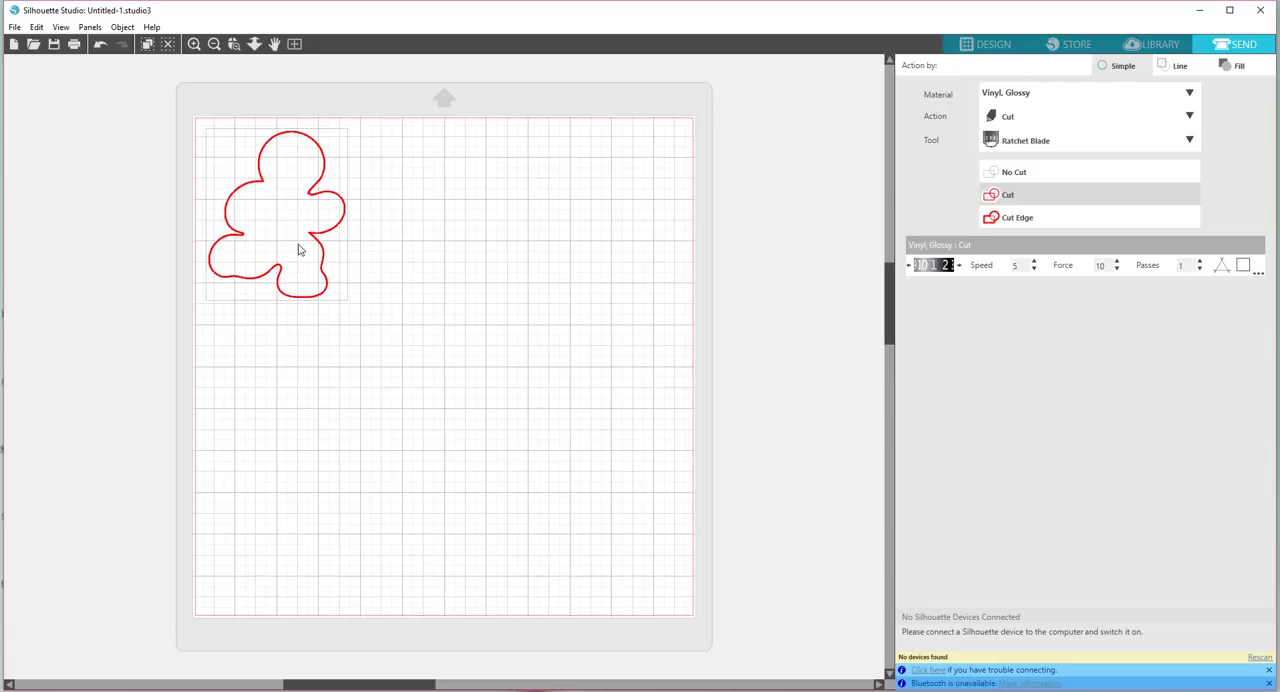 Silhouette Studio: Untitled-1.studio3
File Edit View Panels Object Help
DESIGN STORE LIBRARY SEND
Action by: Simple Line Fill
Material Vinyl, Glossy
Action Cut
Tool Ratchet Blade
No Cut
Cut
Cut Edge
Vinyl, Glossy : Cut
Speed 5 Force 10 Passes 1
No Silhouette Devices Connected
Please connect a Silhouette device to the computer and switch it on.
No devices found Rescan
Click here if you have trouble connecting.
Bluetooth is unavailable. More information.